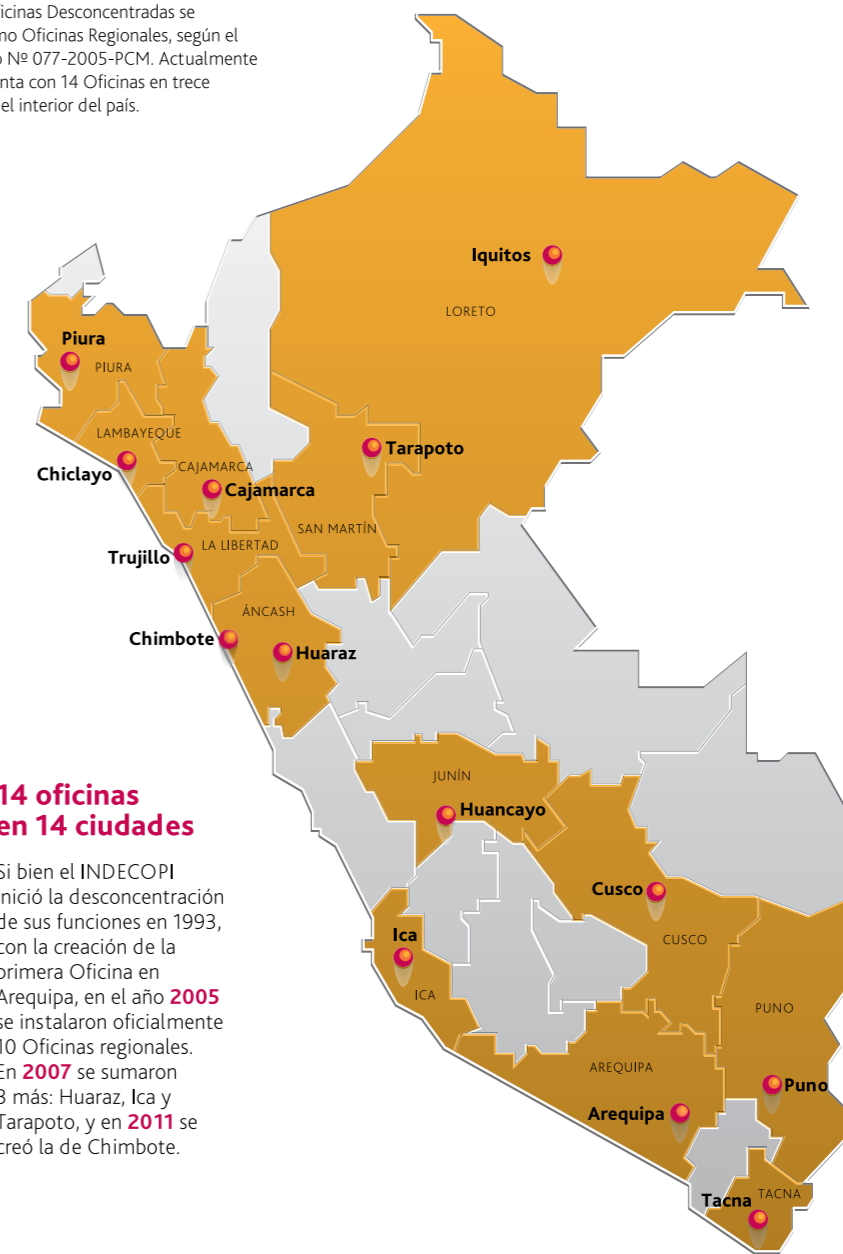 ficinas Desconcentradas se
mo Oficinas Regionales, según el
o Nº 077-2005-PCM. Actualmente
nta con 14 Oficinas en trece
el interior del país.
Iquitos
LORETO
Piura
PIURA
LAMBAYEQUE
Tarapoto
Chiclayo
CAJAMARCA
Cajamarca
SAN MARTÍN
LA LIBERTAD
Trujillo
ÁNCASH
Chimbote
Huaraz
JUNÍN
Huancayo
14 oficinas
en 14 ciudades
Si bien el INDECOPI
inició la desconcentración
de sus funciones en 1993,
con la creación de la
primera Oficina en
Arequipa, en el año 2005
se instalaron oficialmente
10 Oficinas regionales.
En 2007 se sumaron
3 más: Huaraz, Ica y
Tarapoto, y en 2011 se
creó la de Chimbote.
Cusco
CUSCO
Ica
ICA
PUNO
AREQUIPA
Puno
Arequipa
Tacna
TACNA